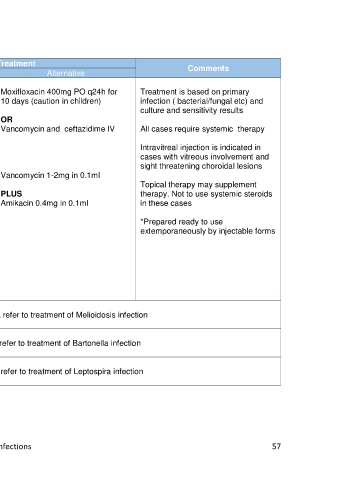 Treatment
Alternative
Comments
Moxifloxacin 400mg PO q24h for
10 days (caution in children)
OR
Vancomycin and ceftazidime IV
Vancomycin 1-2mg in 0.1ml
PLUS
Amikacin 0.4mg in 0.1ml
Treatment is based on primary
infection ( bacterial/fungal etc) and
culture and sensitivity results
All cases require systemic therapy
Intravitreal injection is indicated in
cases with vitreous involvement and
sight threatening choroidal lesions
Topical therapy may supplement
therapy. Not to use systemic steroids
in these cases
*Prepared ready to use
extemporaneously by injectable forms
refer to treatment of Melioidosis infection
refer to treatment of Bartonella infection
refer to treatment of Leptospira infection
nfections
57